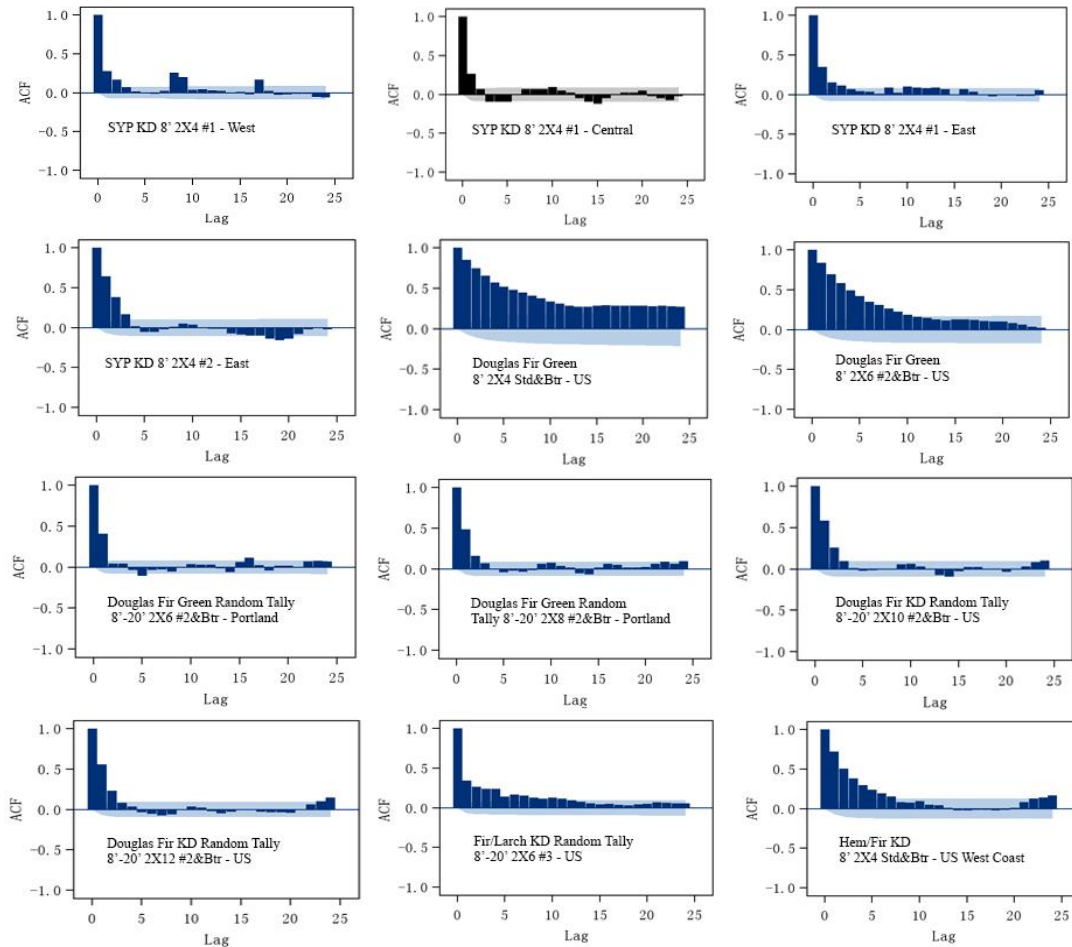 1.0
0.5
0.0
-0.5
-1.0
ACF
SYP KD 8' 2X4 #1 - West
0 5 10 15 20 25
Lag
1.0
0.5
0.0
-0.5
-1.0
ACF
SYP KD 8' 2X4 #1 - Central
0 5 10 15 20 25
Lag
1.0
0.5
0.0
-0.5
-1.0
ACF
SYP KD 8' 2X4 #1 - East
0 5 10 15 20 25
Lag
1.0
0.5
0.0
-0.5
-1.0
ACF
SYP KD 8' 2X4 #2 - East
0 5 10 15 20 25
Lag
1.0
0.5
0.0
-0.5
-1.0
ACF
Douglas Fir Green
8' 2X4 Std&Btr - US
0 5 10 15 20 25
Lag
1.0
0.5
0.0
-0.5
-1.0
ACF
Douglas Fir Green
8' 2X6 #2&Btr - US
0 5 10 15 20 25
Lag
1.0
0.5
0.0
-0.5
-1.0
ACF
Douglas Fir Green Random Tally
8'-20' 2X6 #2&Btr - Portland
0 5 10 15 20 25
Lag
1.0
0.5
0.0
-0.5
-1.0
ACF
Douglas Fir Green Random
Tally 8'-20' 2X8 #2&Btr - Portland
0 5 10 15 20 25
Lag
1.0
0.5
0.0
-0.5
-1.0
ACF
Douglas Fir KD Random Tally
8'-20' 2X10 #2&Btr - US
0 5 10 15 20 25
Lag
1.0
0.5
0.0
-0.5
-1.0
ACF
Douglas Fir KD Random Tally
8'-20' 2X12 #2&Btr - US
0 5 10 15 20 25
Lag
1.0
0.5
0.0
-0.5
-1.0
ACF
Fir/Larch KD Random Tally
8'-20' 2X6 #3 - US
0 5 10 15 20 25
Lag
1.0
0.5
0.0
-0.5
-1.0
ACF
Hem/Fir KD
8' 2X4 Std&Btr - US West Coast
0 5 10 15 20 25
Lag